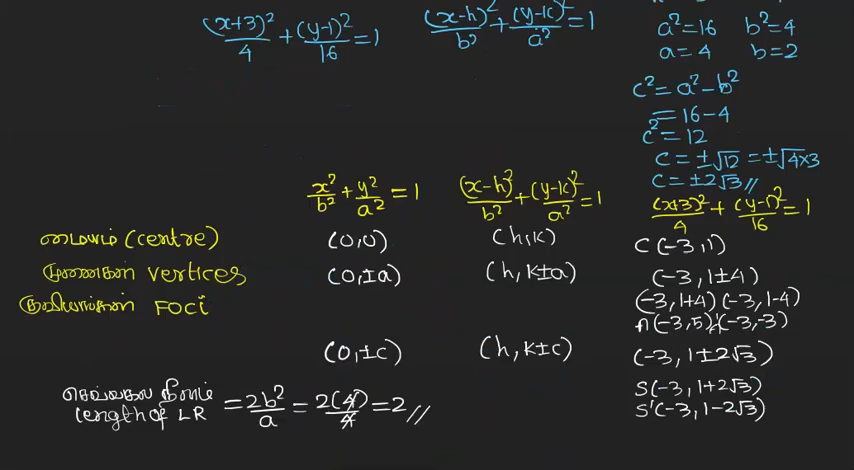 (x+3)²/4 + (y-1)²/16 = 1   (x-h)²/b² + (y-k)²/a² = 1
a²=16   b²=4
a=4   b=2
c²=a²-b²
=16-4
c²=12
c=±√12=±√4×3
c=±2√3//
x²/b² + y²/a² = 1   (x-h)²/b² + (y-k)²/a² = 1   (x+3)²/4 + (y-1)²/16 = 1
மையம் (centre)   (0,0)   (h,k)   C(-3,1)
முனைகள் vertices   (0,±a)   (h,k±a)   (-3,1±4)
(-3,1+4) (-3,1-4)
குவியங்கள் Foci
A(-3,5) A'(-3,-3)
(0,±c)   (h,k±c)   (-3,1±2√3)
செவ்வகல நீளம்
length of LR = 2b²/a = 2(4)/4 = 2//
S(-3,1+2√3)
S'(-3,1-2√3)